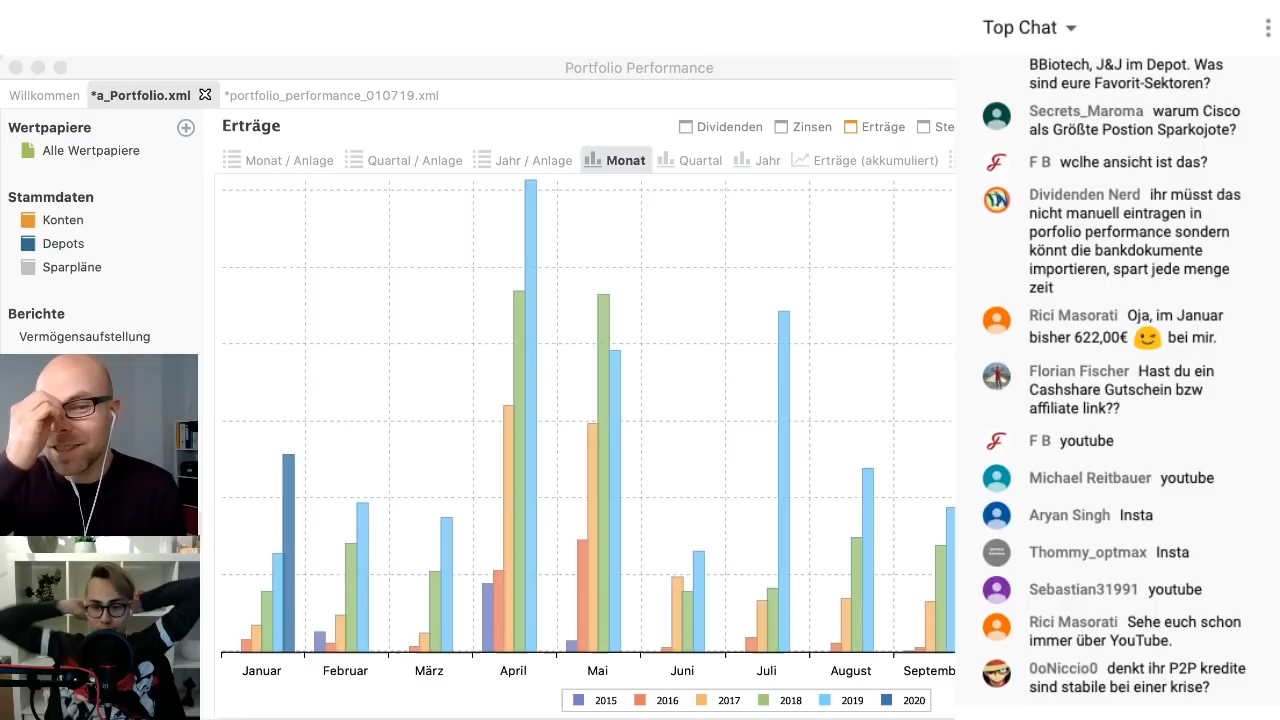 Portfolio Performance
Willkommen
*a_Portfolio.xml
*portfolio_performance_010719.xml
Wertpapiere
Alle Wertpapiere
Stammdaten
Konten
Depots
Sparpläne
Berichte
Vermögensaufstellung
Erträge
Dividenden
Zinsen
Erträge
Ste
Monat / Anlage
Quartal / Anlage
Jahr / Anlage
Monat
Quartal
Jahr
Erträge (akkumuliert)
Januar
Februar
März
April
Mai
Juni
Juli
August
Septemb
2015
2016
2017
2018
2019
2020
Top Chat
BBiotech, J&J im Depot. Was
sind eure Favorit-Sektoren?
Secrets_Maroma warum Cisco
als Größte Postion Sparkojote?
F B wclhe ansicht ist das?
Dividenden Nerd ihr müsst das
nicht manuell eintragen in
porfolio performance sondern
könnt die bankdokumente
importieren, spart jede menge
zeit
Rici Masorati Oja, im Januar
bisher 622,00€ 😉 bei mir.
Florian Fischer Hast du ein
Cashshare Gutschein bzw
affiliate link??
F B youtube
Michael Reitbauer youtube
Aryan Singh Insta
Thommy_optmax Insta
Sebastian31991 youtube
Rici Masorati Sehe euch schon
immer über YouTube.
0oNiccio0 denkt ihr P2P kredite
sind stabile bei einer krise?